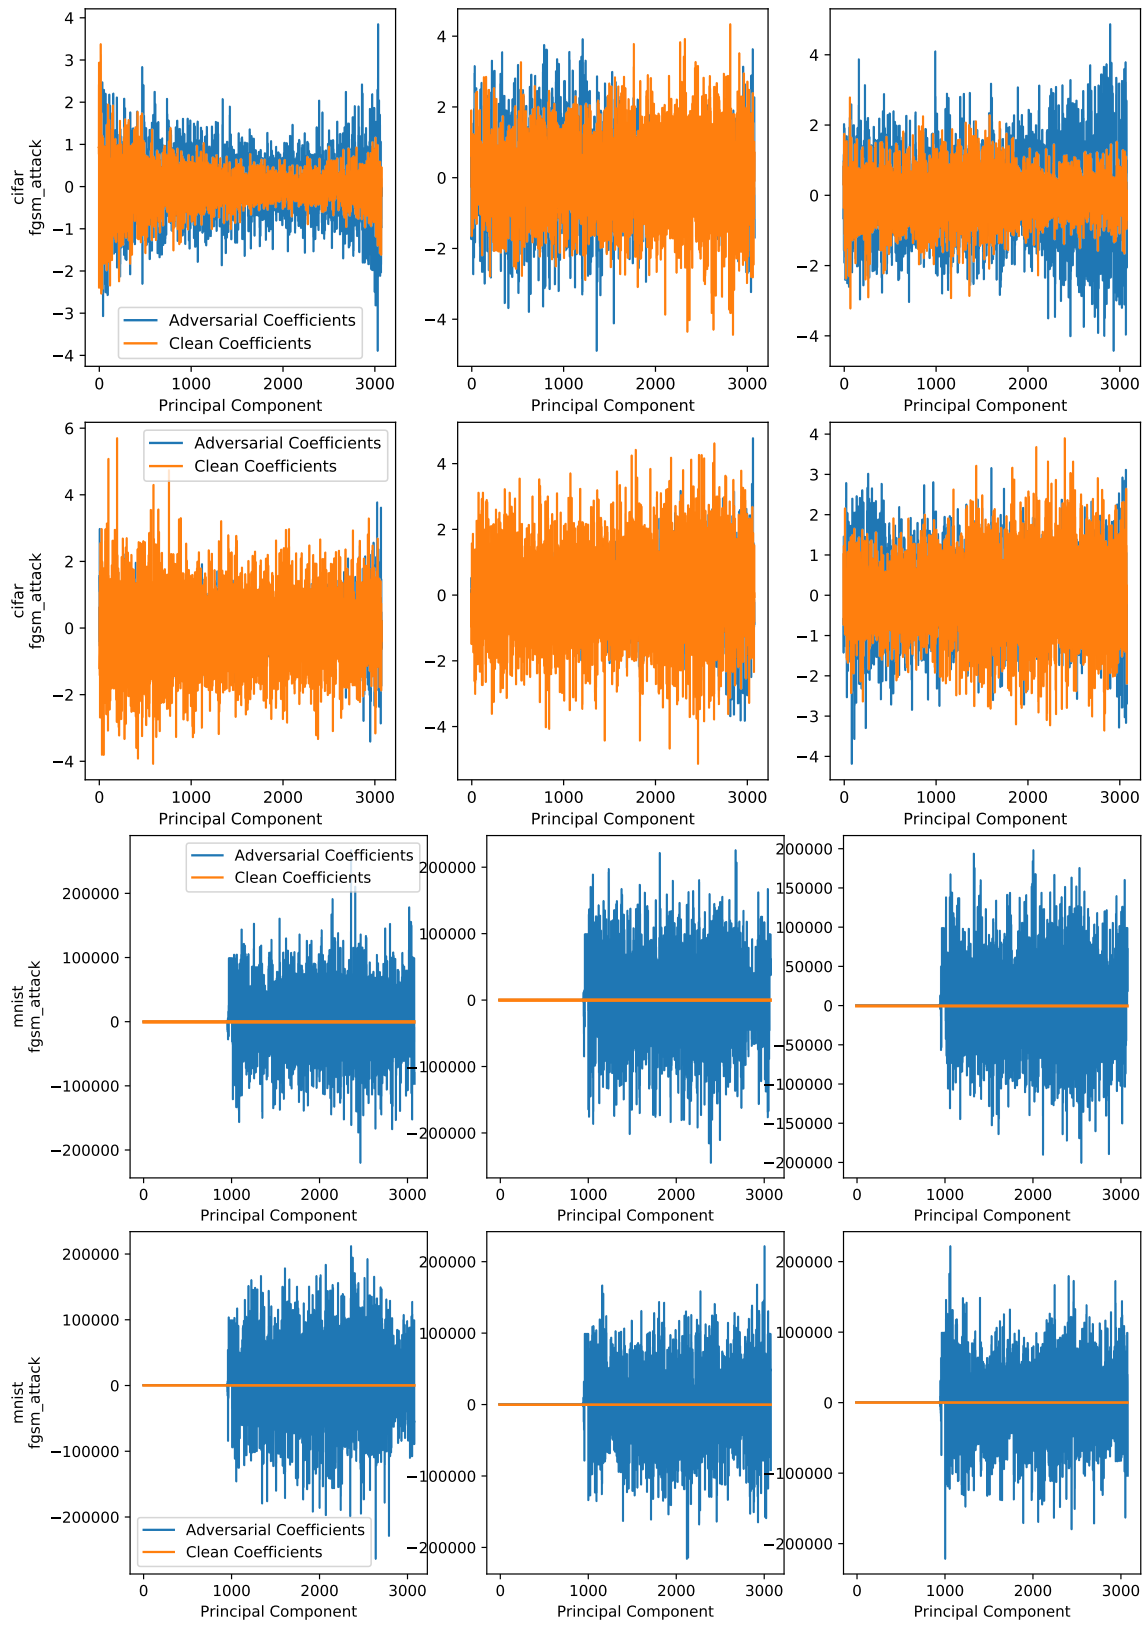 4
3
2
1
0
−1
−2
−3
−4
cifar
fgsm_attack
Adversarial Coefficients
Clean Coefficients
0 1000 2000 3000
Principal Component
4
2
0
−2
−4
0 1000 2000 3000
Principal Component
4
2
0
−2
−4
0 1000 2000 3000
Principal Component
6
4
2
0
−2
−4
cifar
fgsm_attack
Adversarial Coefficients
Clean Coefficients
0 1000 2000 3000
Principal Component
4
2
0
−2
−4
0 1000 2000 3000
Principal Component
4
3
2
1
0
−1
−2
−3
−4
0 1000 2000 3000
Principal Component
200000
100000
0
−100000
−200000
mnist
fgsm_attack
Adversarial Coefficients
Clean Coefficients
0 1000 2000 3000
Principal Component
200000
100000
0
−100000
−200000
0 1000 2000 3000
Principal Component
200000
150000
100000
50000
0
−50000
−100000
−150000
−200000
0 1000 2000 3000
Principal Component
200000
100000
0
−100000
−200000
mnist
fgsm_attack
Adversarial Coefficients
Clean Coefficients
0 1000 2000 3000
Principal Component
200000
100000
0
−100000
−200000
0 1000 2000 3000
Principal Component
200000
100000
0
−100000
−200000
0 1000 2000 3000
Principal Component